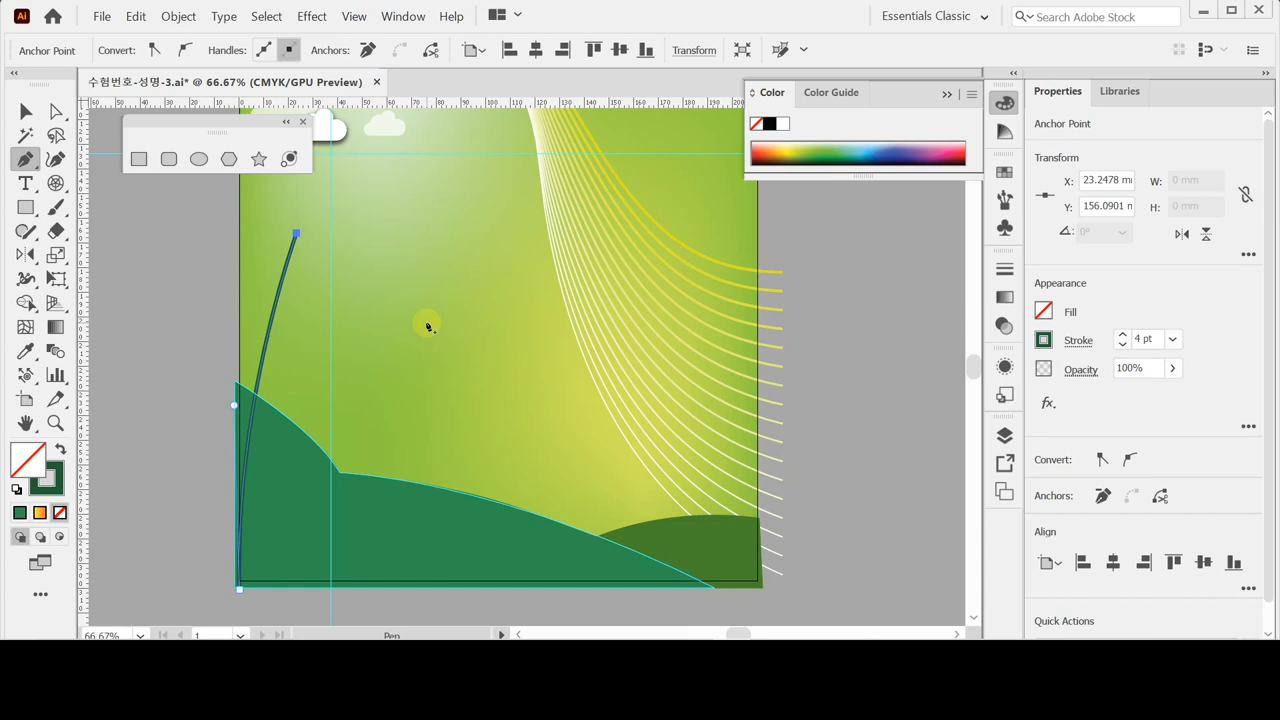 Ai File Edit Object Type Select Effect View Window Help Essentials Classic Search Adobe Stock
Anchor Point Convert: Handles: Anchors: Transform
수험번호-성명-3.ai* @ 66.67% (CMYK/GPU Preview) ×
Color Color Guide
Properties Libraries
Anchor Point
Transform
X: 23.2478 m W: 0 mm
Y: 156.0901 H: 0 mm
0°
Appearance
Fill
Stroke 4 pt
Opacity 100%
fx
Convert:
Anchors:
Align
Quick Actions
66.67% 1 Pen